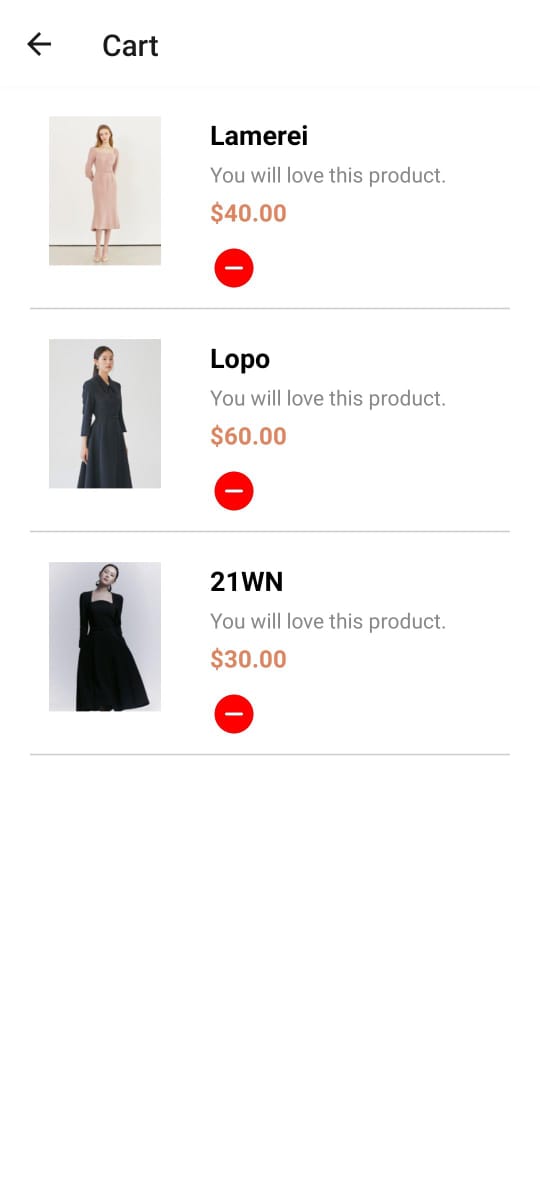 Cart
Lamerei
You will love this product.
$40.00
Lopo
You will love this product.
$60.00
21WN
You will love this product.
$30.00